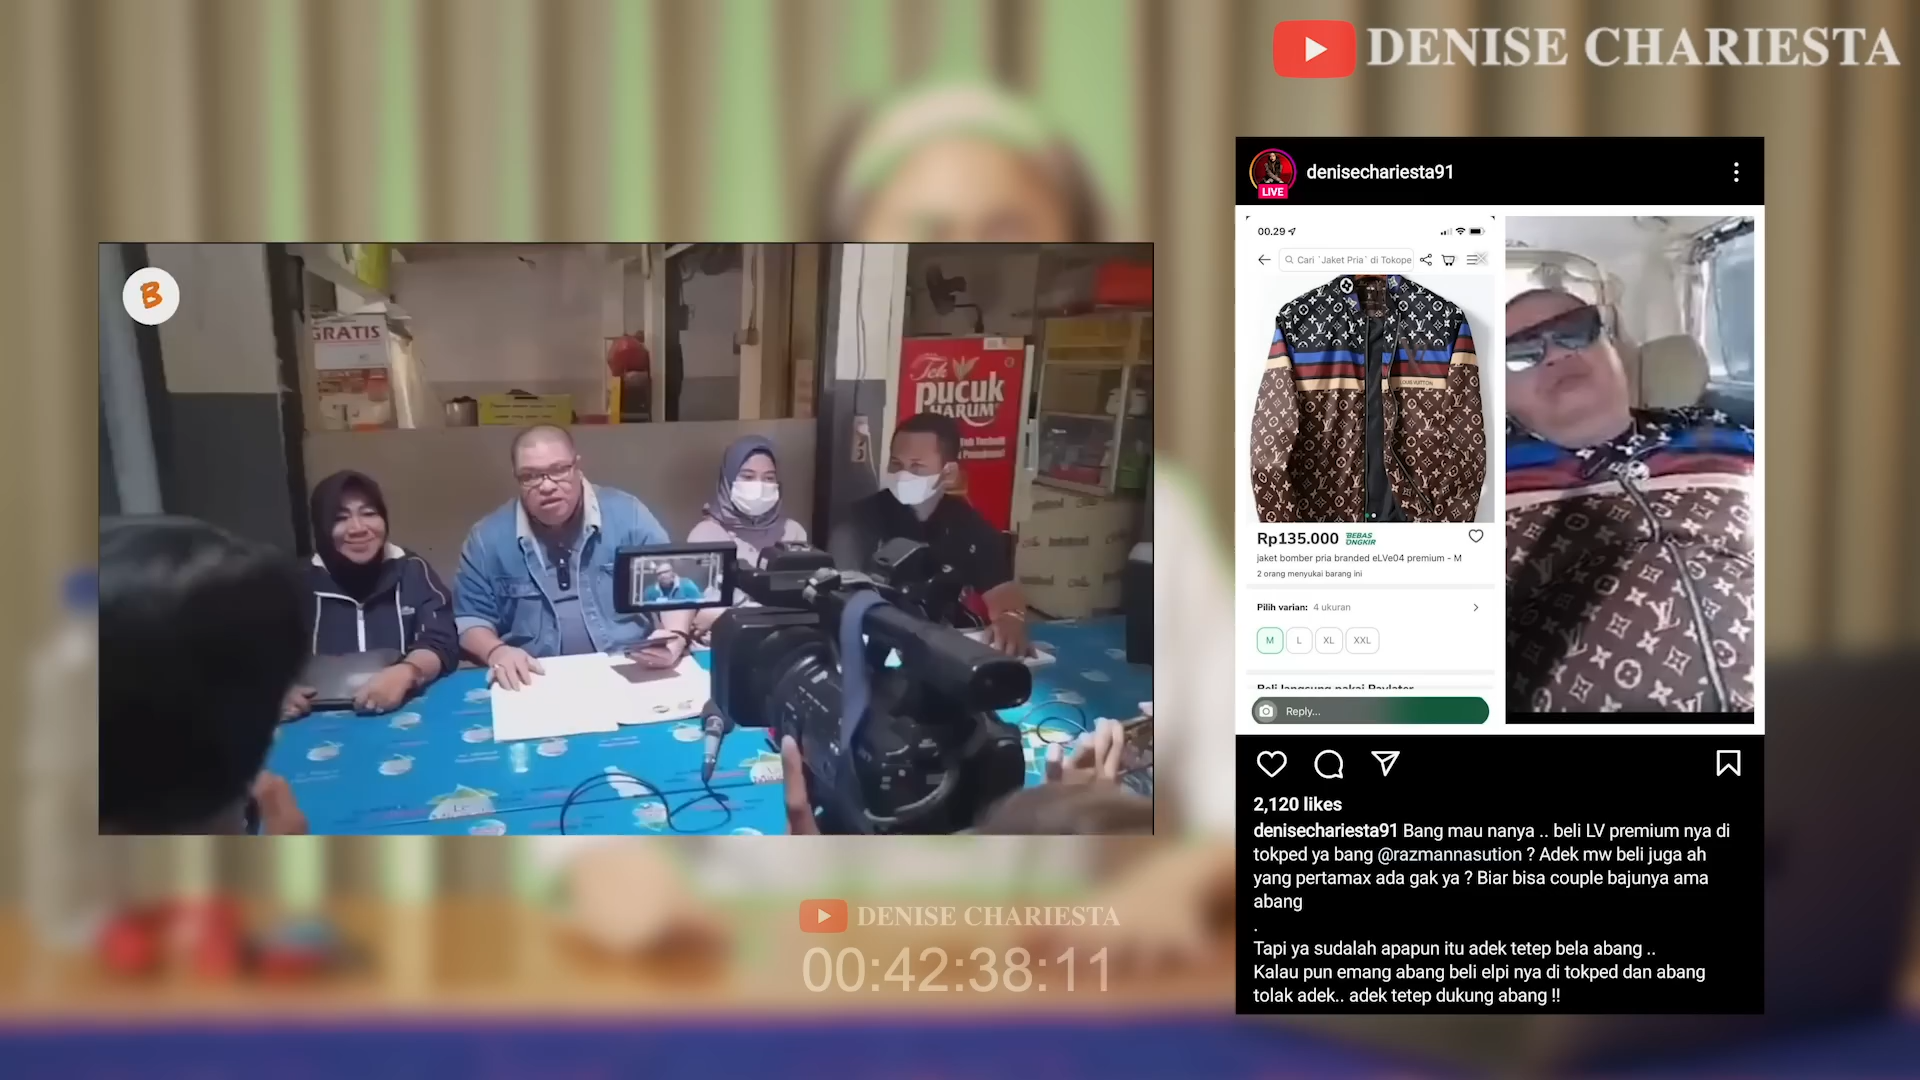 DENISE CHARIESTA
B
GRATIS
Teh
pucuk
HARUM
DENISE CHARIESTA
00:42:38:11
denisechariesta91
LIVE
00.29
Cari `Jaket Pria` di Tokope
Rp135.000 BEBAS ONGKIR
jaket bomber pria branded eLVe04 premium - M
2 orang menyukai barang ini
Pilih varian: 4 ukuran
M L XL XXL
Beli langsung pakai Paylater
Reply...
2,120 likes
denisechariesta91 Bang mau nanya .. beli LV premium nya di
tokped ya bang @razmannasution ? Adek mw beli juga ah
yang pertamax ada gak ya ? Biar bisa couple bajunya ama
abang
.
Tapi ya sudalah apapun itu adek tetep bela abang ..
Kalau pun emang abang beli elpi nya di tokped dan abang
tolak adek.. adek tetep dukung abang !!